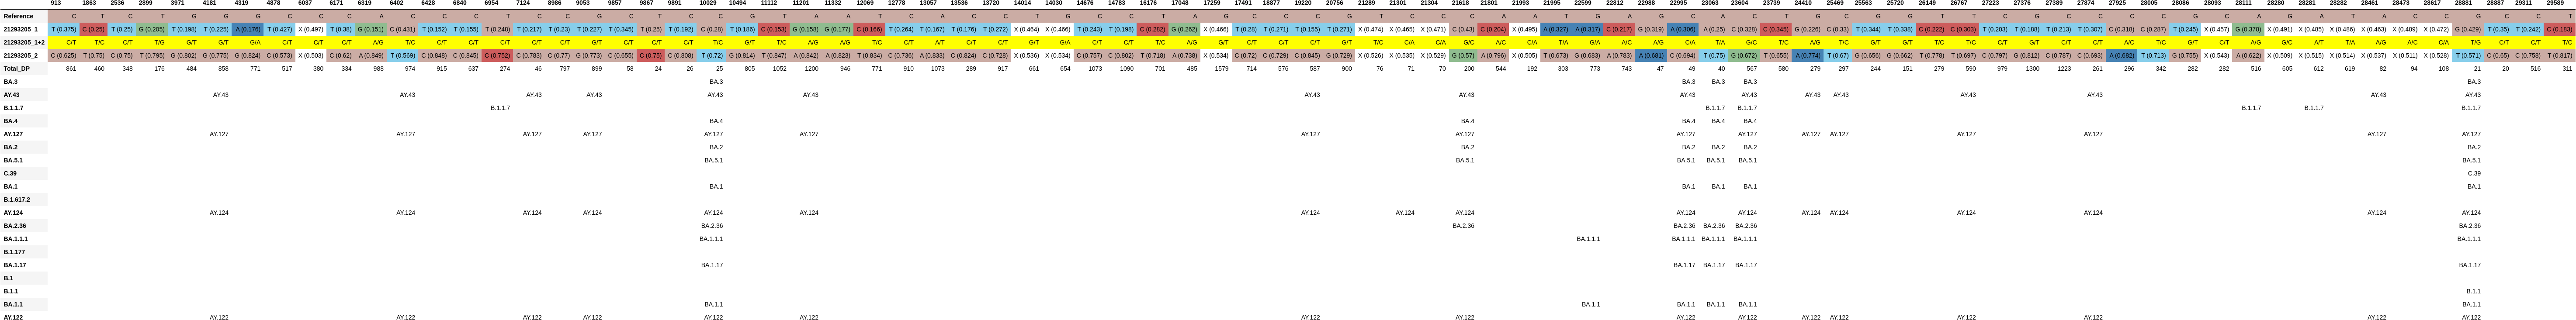 913 1863 2536 2899 3971 4181 4319 4878 6037 6171 6319 6402 6428 6840 6954 7124 8986 9053 9857 9867 9891 10029 10494 11112 11201 11332 12069 12778 13057 13536 13720 14014 14030 14676 14783 16176 17048 17259 17491 18877 19220 20756 21289 21301 21304 21618 21801 21993 21995 22599 22812 22988 22995 23063 23604 23739 24410 25469 25563 25720 26149 26767 27223 27376 27389 27874 27925 28005 28086 28093 28111 28280 28281 28282 28461 28473 28617 28881 28887 29311 29589
Reference C C C T G G G C C C A C C C T C C G C T C C G T A A T C A C C T G C C T A G C C C G T C C G A A T G A G C A C T G C G G T T C G C C C C G C A G A T A C C G C C C
21293205_1 T (0.375) C (0.25) T (0.25) G (0.205) T (0.198) T (0.225) A (0.176) T (0.427) X (0.497) T (0.38) G (0.151) C (0.431) T (0.152) T (0.155) T (0.248) T (0.217) T (0.23) T (0.227) T (0.345) T (0.25) T (0.192) C (0.28) T (0.186) C (0.153) G (0.158) G (0.177) C (0.166) T (0.264) T (0.167) T (0.176) T (0.272) X (0.464) X (0.466) T (0.243) T (0.198) C (0.282) G (0.262) X (0.466) T (0.28) T (0.271) T (0.155) T (0.271) X (0.474) X (0.465) X (0.471) C (0.43) C (0.204) X (0.495) A (0.327) A (0.317) C (0.217) G (0.319) A (0.306) A (0.25) C (0.328) C (0.345) G (0.226) C (0.33) T (0.344) T (0.338) C (0.222) C (0.303) T (0.203) T (0.188) T (0.213) T (0.307) C (0.318) C (0.287) T (0.245) X (0.457) G (0.378) X (0.491) X (0.485) X (0.486) X (0.463) X (0.489) X (0.472) G (0.429) T (0.35) T (0.242) C (0.183)
21293205_1+2 C/T T/C C/T T/G G/T G/T G/A C/T C/T C/T A/G T/C C/T C/T C/T C/T C/T G/T C/T C/T C/T T/C G/T T/C A/G A/G T/C C/T A/T C/T C/T G/T G/A C/T C/T T/C A/G G/T C/T C/T C/T G/T T/C C/A C/A G/C A/C C/A T/A G/A A/C A/G C/A T/A G/C T/C A/G T/C G/T G/T T/C T/C C/T G/T C/T C/T A/C T/C G/T C/T A/G G/C A/T T/A A/G C/T C/T T/G C/T C/T T/C
21293205_2 C (0.625) T (0.75) C (0.75) T (0.795) G (0.802) G (0.775) G (0.824) C (0.573) X (0.503) C (0.62) A (0.849) T (0.569) C (0.848) C (0.845) C (0.752) C (0.783) C (0.77) G (0.773) C (0.655) C (0.75) C (0.808) T (0.72) G (0.814) T (0.847) A (0.842) A (0.823) T (0.834) C (0.736) A (0.833) C (0.824) C (0.728) X (0.536) X (0.534) C (0.757) C (0.802) T (0.718) A (0.738) X (0.534) C (0.72) C (0.729) C (0.845) G (0.729) X (0.526) X (0.535) X (0.529) G (0.57) A (0.796) X (0.505) T (0.673) G (0.683) A (0.783) A (0.681) C (0.694) T (0.75) G (0.672) T (0.655) A (0.774) T (0.67) G (0.656) G (0.662) T (0.778) T (0.697) C (0.797) G (0.812) C (0.787) C (0.693) A (0.682) T (0.713) G (0.755) X (0.543) A (0.622) X (0.509) X (0.515) X (0.514) X (0.537) X (0.511) X (0.528) T (0.571) C (0.65) C (0.758) T (0.817)
Total_DP 861 460 348 176 484 858 771 517 380 334 988 974 915 637 274 46 797 899 58 24 26 25 805 1052 1200 946 771 910 1073 289 917 661 654 1073 1090 701 485 1579 714 576 587 900 76 71 70 200 544 192 303 773 743 47 49 40 567 580 279 297 244 151 279 590 979 1300 1223 261 296 342 282 282 516 605 612 619 82 94 108 21 20 516 311
BA.3 BA.3 BA.3 BA.3 BA.3 BA.3
AY.43 AY.43 AY.43 AY.43 AY.43 AY.43 AY.43 AY.43 AY.43 AY.43 AY.43 AY.43 AY.43 AY.43 AY.43 AY.43 AY.43
B.1.1.7 B.1.1.7 B.1.1.7 B.1.1.7 B.1.1.7 B.1.1.7 B.1.1.7
BA.4 BA.4 BA.4 BA.4 BA.4 BA.4
AY.127 AY.127 AY.127 AY.127 AY.127 AY.127 AY.127 AY.127 AY.127 AY.127 AY.127 AY.127 AY.127 AY.127 AY.127 AY.127 AY.127
BA.2 BA.2 BA.2 BA.2 BA.2 BA.2 BA.2
BA.5.1 BA.5.1 BA.5.1 BA.5.1 BA.5.1 BA.5.1 BA.5.1
C.39 C.39
BA.1 BA.1 BA.1 BA.1 BA.1 BA.1
B.1.617.2
AY.124 AY.124 AY.124 AY.124 AY.124 AY.124 AY.124 AY.124 AY.124 AY.124 AY.124 AY.124 AY.124 AY.124 AY.124 AY.124 AY.124 AY.124
BA.2.36 BA.2.36 BA.2.36 BA.2.36 BA.2.36 BA.2.36 BA.2.36
BA.1.1.1 BA.1.1.1 BA.1.1.1 BA.1.1.1 BA.1.1.1 BA.1.1.1 BA.1.1.1
B.1.177
BA.1.17 BA.1.17 BA.1.17 BA.1.17 BA.1.17 BA.1.17
B.1
B.1.1 B.1.1
BA.1.1 BA.1.1 BA.1.1 BA.1.1 BA.1.1 BA.1.1 BA.1.1
AY.122 AY.122 AY.122 AY.122 AY.122 AY.122 AY.122 AY.122 AY.122 AY.122 AY.122 AY.122 AY.122 AY.122 AY.122 AY.122 AY.122